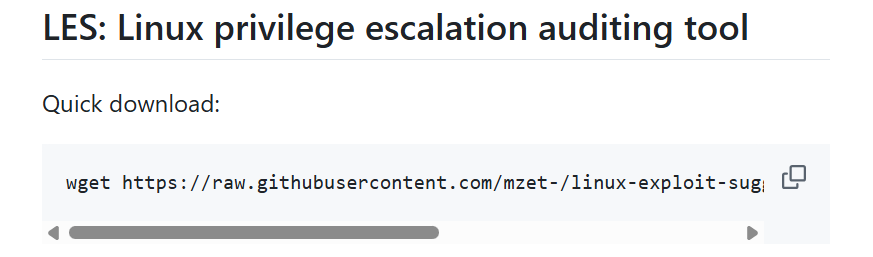 LES: Linux privilege escalation auditing tool
Quick download:
wget https://raw.githubusercontent.com/mzet-/linux-exploit-sug